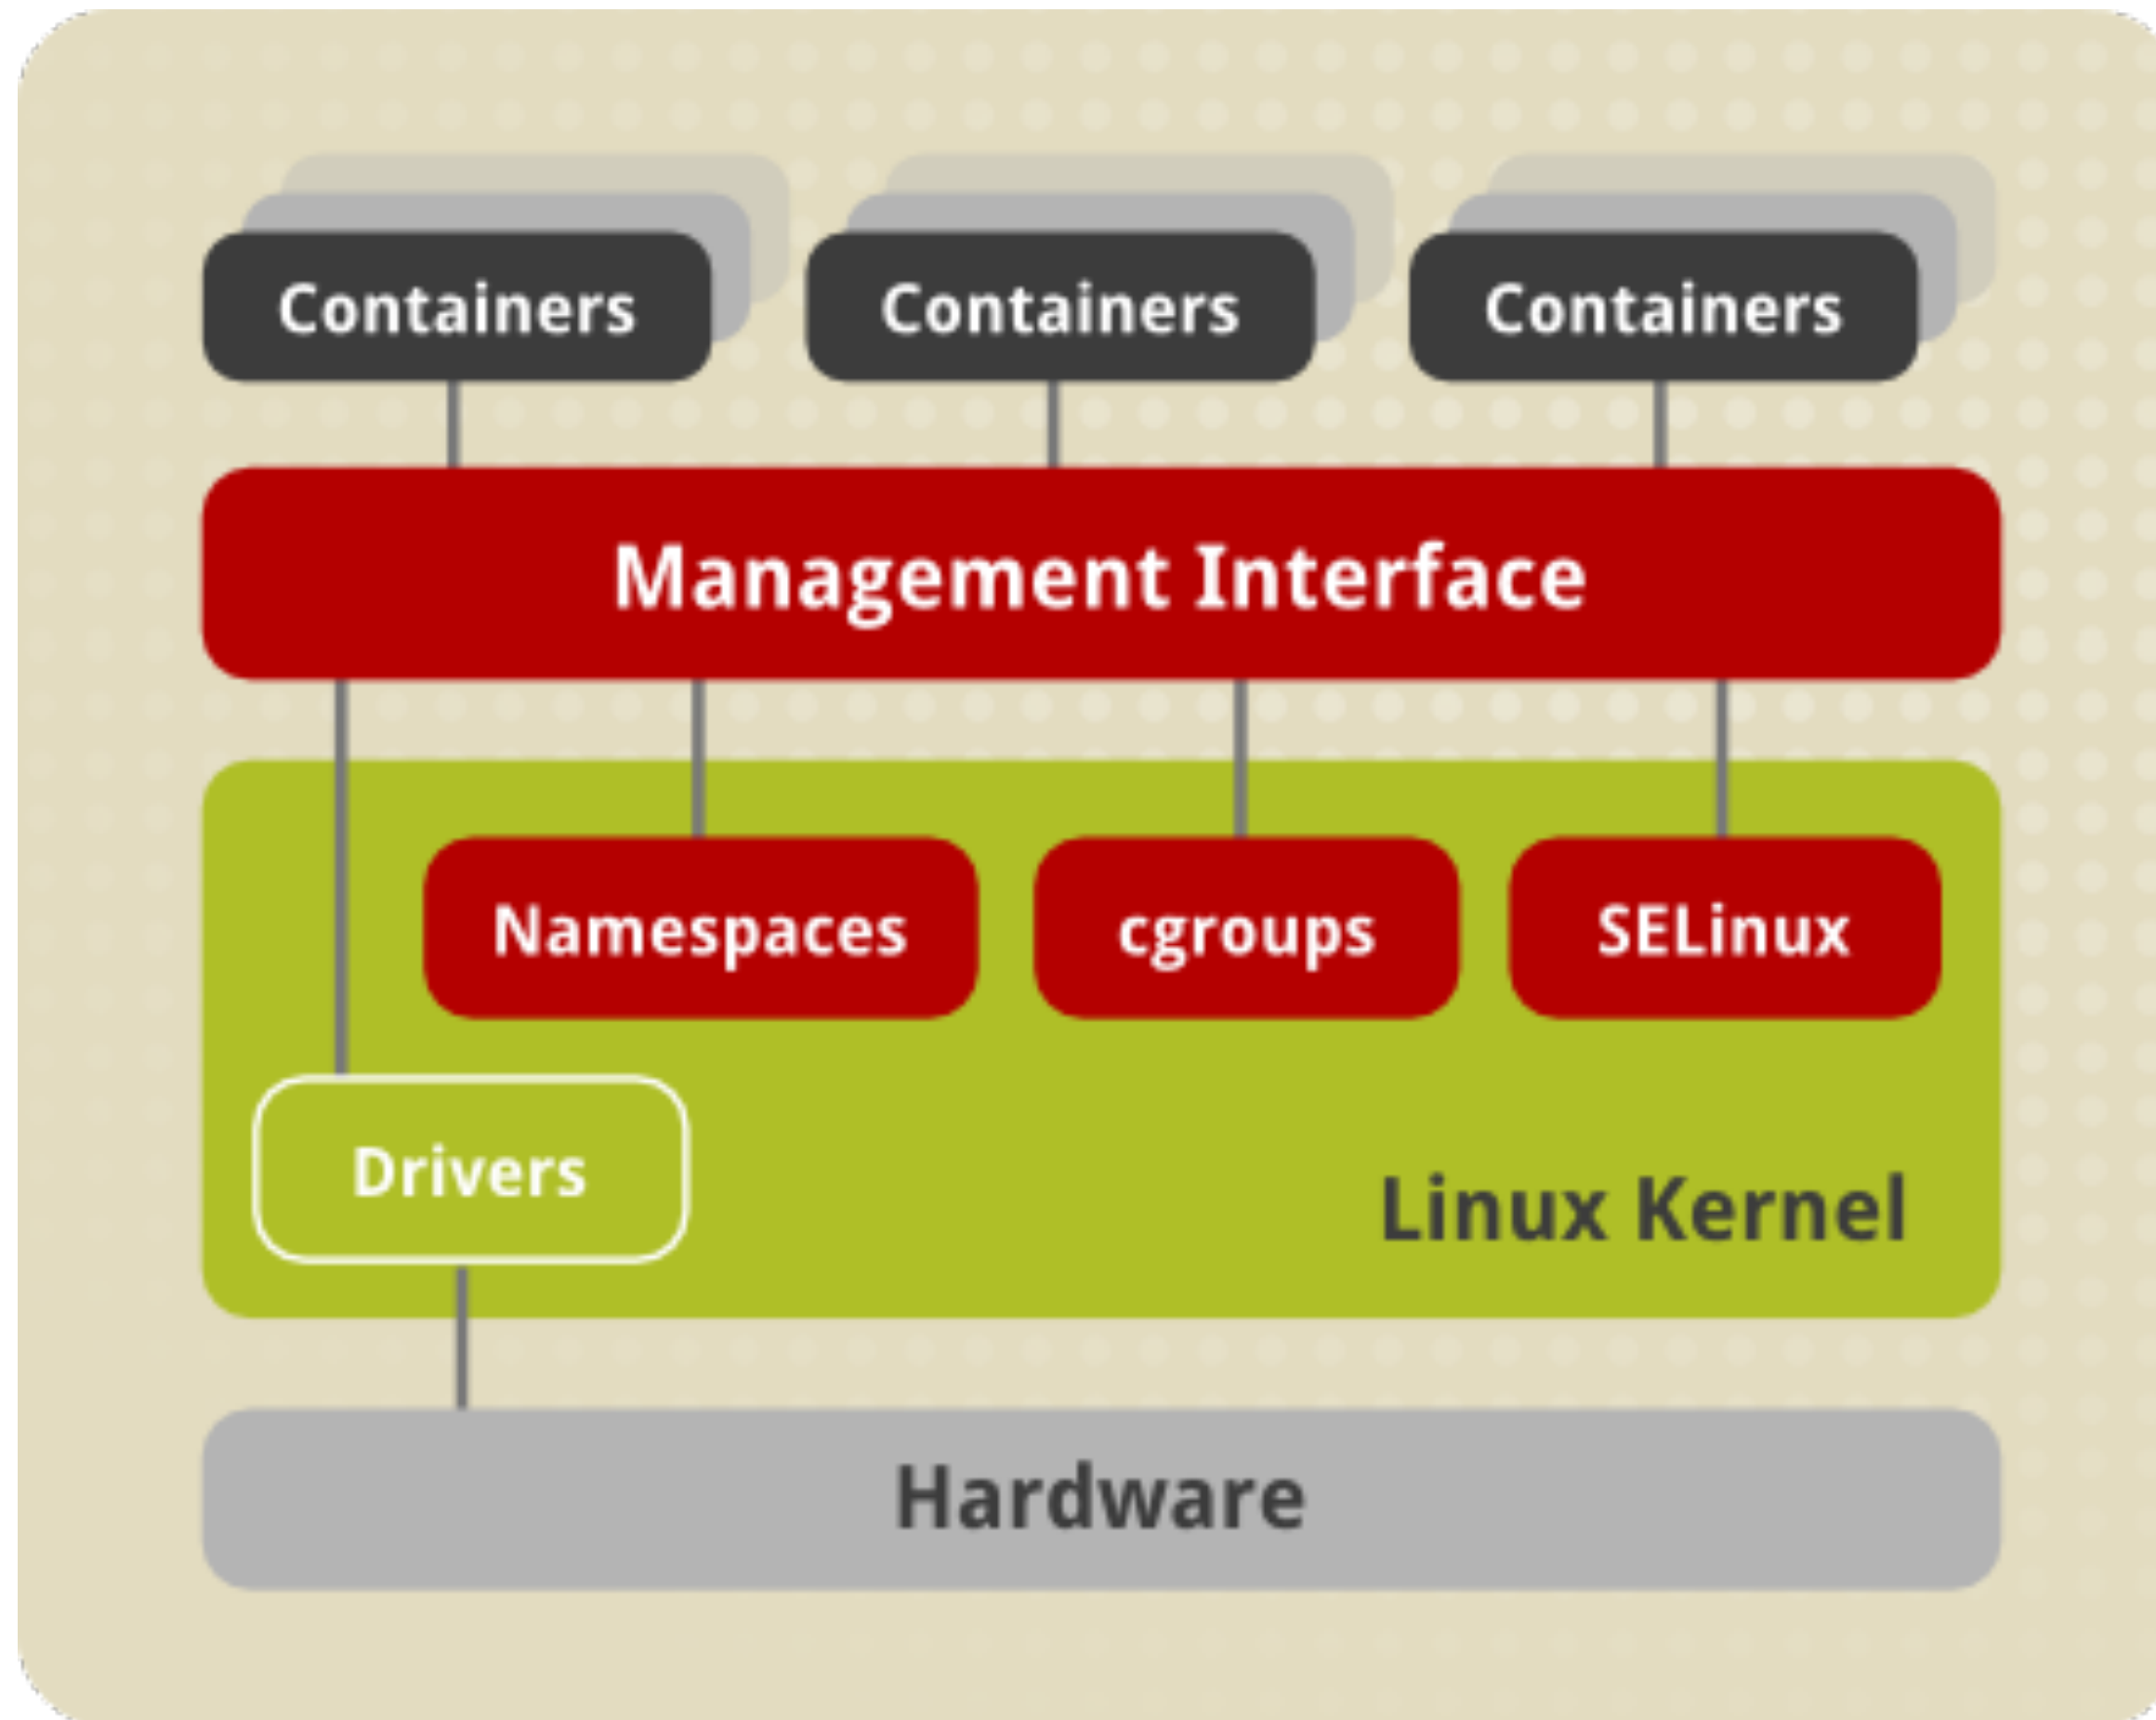 Containers
Containers
Containers
Management Interface
Namespaces
cgroups
SELinux
Drivers
Linux Kernel
Hardware